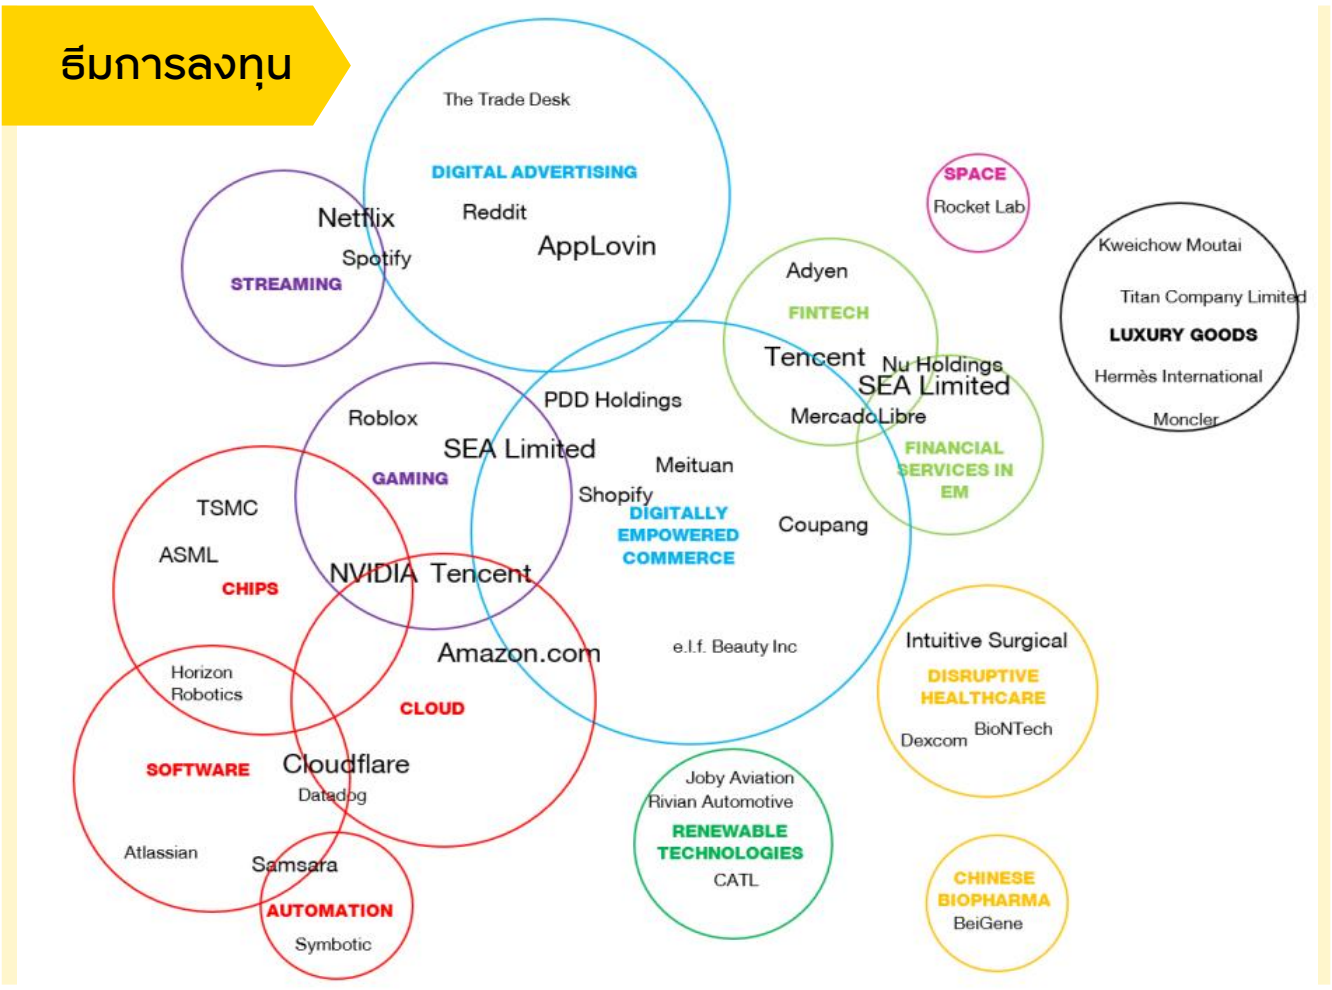 ธีมการลงทุน
The Trade Desk
DIGITAL ADVERTISING
Reddit
AppLovin
Netflix
Spotify
STREAMING
SPACE
Rocket Lab
Kweichow Moutai
Titan Company Limited
LUXURY GOODS
Hermès International
Moncler
Adyen
FINTECH
Tencent
Nu Holdings
SEA Limited
MercadoLibre
FINANCIAL
SERVICES IN
EM
PDD Holdings
Roblox
SEA Limited
GAMING
Meituan
Shopify
DIGITALLY
EMPOWERED
COMMERCE
Coupang
e.l.f. Beauty Inc
TSMC
ASML
CHIPS
NVIDIA
Tencent
Amazon.com
CLOUD
Horizon
Robotics
SOFTWARE
Cloudflare
Datadog
Atlassian
Samsara
AUTOMATION
Symbotic
Intuitive Surgical
DISRUPTIVE
HEALTHCARE
BioNTech
Dexcom
Joby Aviation
Rivian Automotive
RENEWABLE
TECHNOLOGIES
CATL
CHINESE
BIOPHARMA
BeiGene